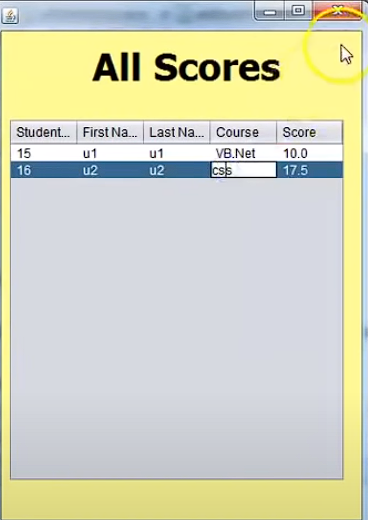 All Scores
Student... First Na... Last Na... Course Score
15 u1 u1 VB.Net 10.0
16 u2 u2 css 17.5